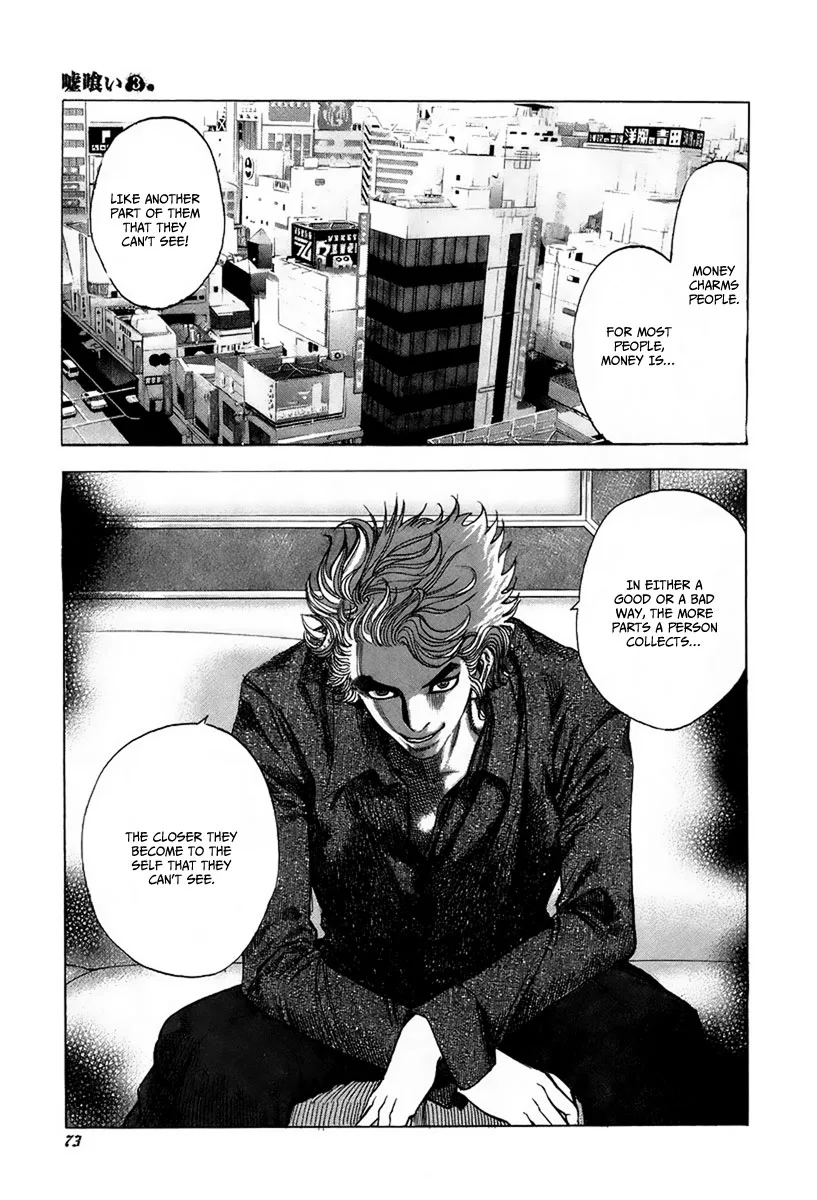 嘘喰い3.
MONEY
CHARMS
PEOPLE.
FOR MOST
PEOPLE,
MONEY IS...
LIKE ANOTHER
PART OF THEM
THAT THEY
CAN'T SEE!
IN EITHER A
GOOD OR A BAD
WAY, THE MORE
PARTS A PERSON
COLLECTS...
THE CLOSER THEY
BECOME TO THE
SELF THAT THEY
CAN'T SEE.
73